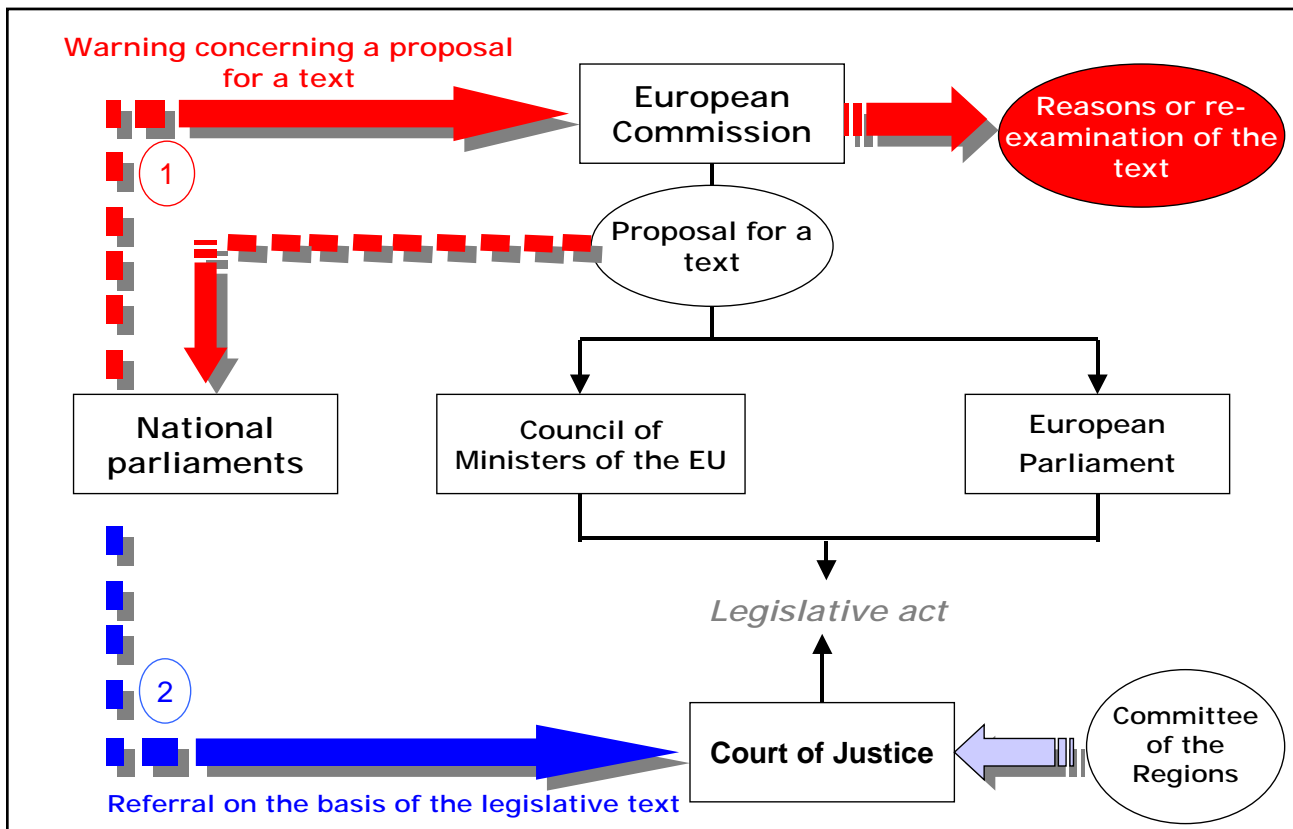 Warning concerning a proposal
for a text
European
Commission
Reasons or re-
examination of the
text
1
Proposal for a
text
National
parliaments
Council of
Ministers of the EU
European
Parliament
Legislative act
2
Court of Justice
Committee
of the
Regions
Referral on the basis of the legislative text